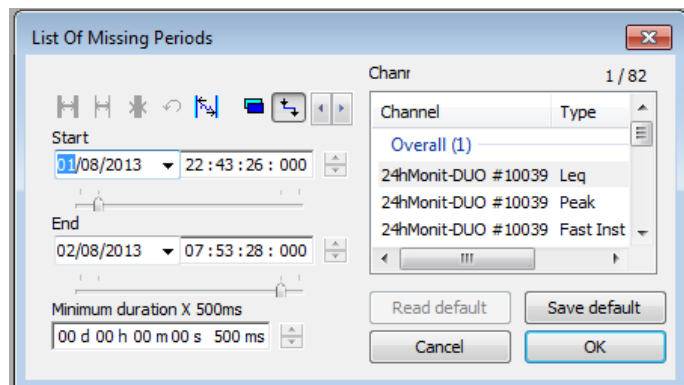 List Of Missing Periods
Chanr 1 / 82
Start
01/08/2013 22 : 43 : 26 : 000
End
02/08/2013 07 : 53 : 28 : 000
Minimum duration X 500ms
00 d 00 h 00 m 00 s 500 ms
Channel Type
Overall (1)
24hMonit-DUO #10039 Leq
24hMonit-DUO #10039 Peak
24hMonit-DUO #10039 Fast Inst
Read default Save default
Cancel OK